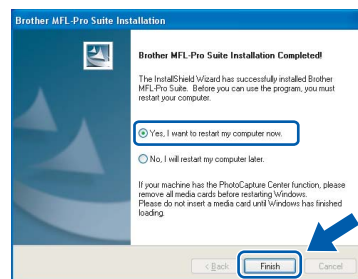 Brother MFL-Pro Suite Installation
Brother MFL-Pro Suite Installation Completed!
The InstallShield Wizard has successfully installed Brother
MFL-Pro Suite. Before you can use the program, you must
restart your computer.
Yes, I want to restart my computer now.
No, I will restart my computer later.
If your machine has the PhotoCapture Center function, please
remove all media cards before restarting Windows.
Please do not insert a media card until Windows has finished
loading.
< Back
Finish
Cancel